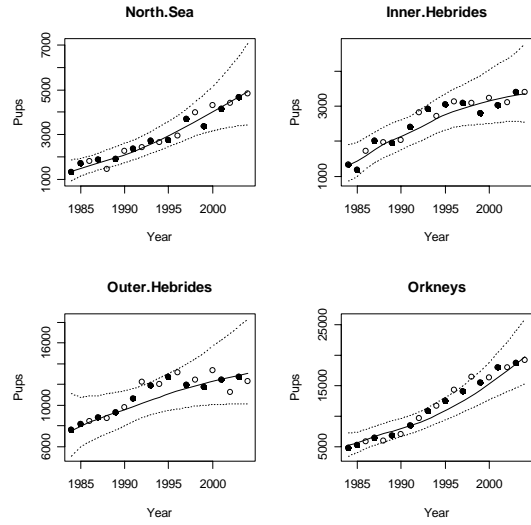 North.Sea
Pups
1000 3000 5000 7000
1985 1990 1995 2000
Year
Inner.Hebrides
Pups
1000 3000
1985 1990 1995 2000
Year
Outer.Hebrides
Pups
6000 10000 16000
1985 1990 1995 2000
Year
Orkneys
Pups
5000 15000 25000
1985 1990 1995 2000
Year